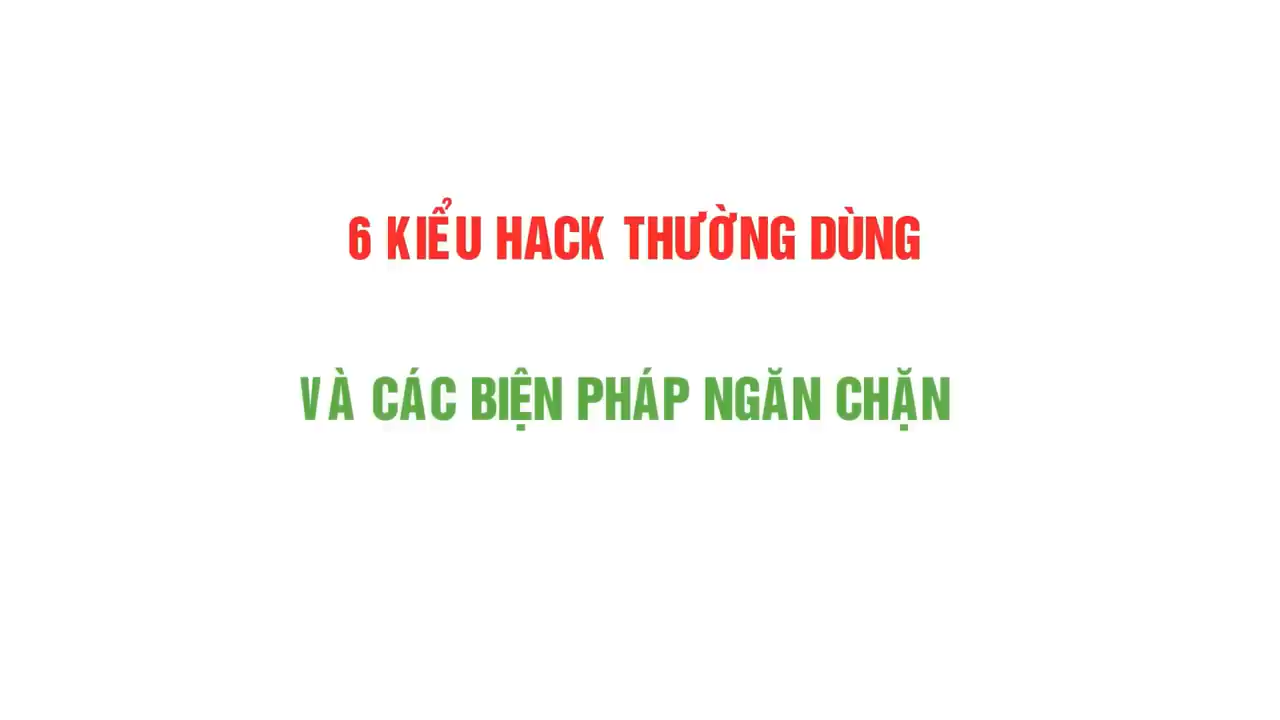 6 KIỂU HACK THƯỜNG DÙNG
VÀ CÁC BIỆN PHÁP NGĂN CHẶN